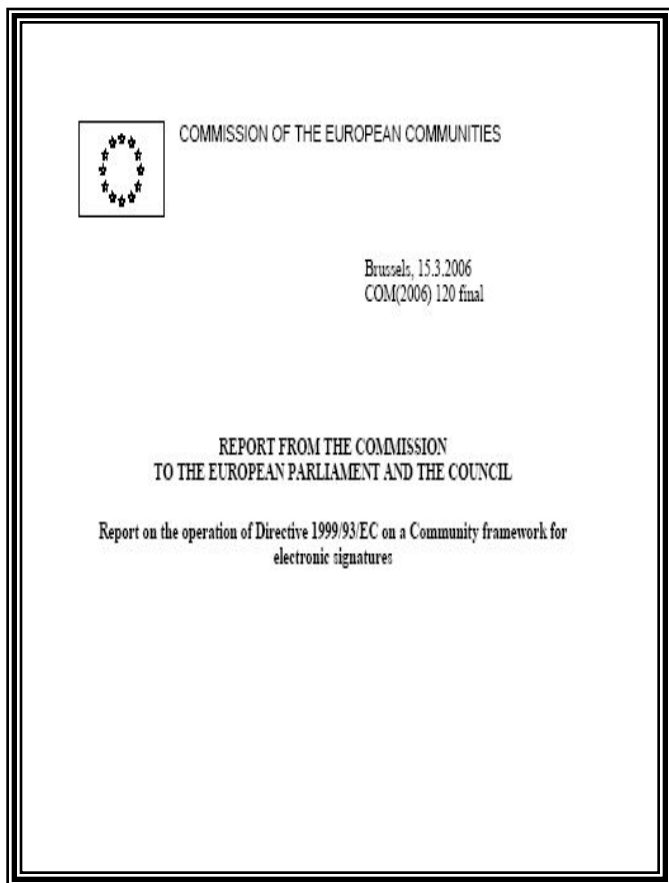 COMMISSION OF THE EUROPEAN COMMUNITIES
Brussels, 15.3.2006
COM(2006) 120 final
REPORT FROM THE COMMISSION
TO THE EUROPEAN PARLIAMENT AND THE COUNCIL
Report on the operation of Directive 1999/93/EC on a Community framework for
electronic signatures